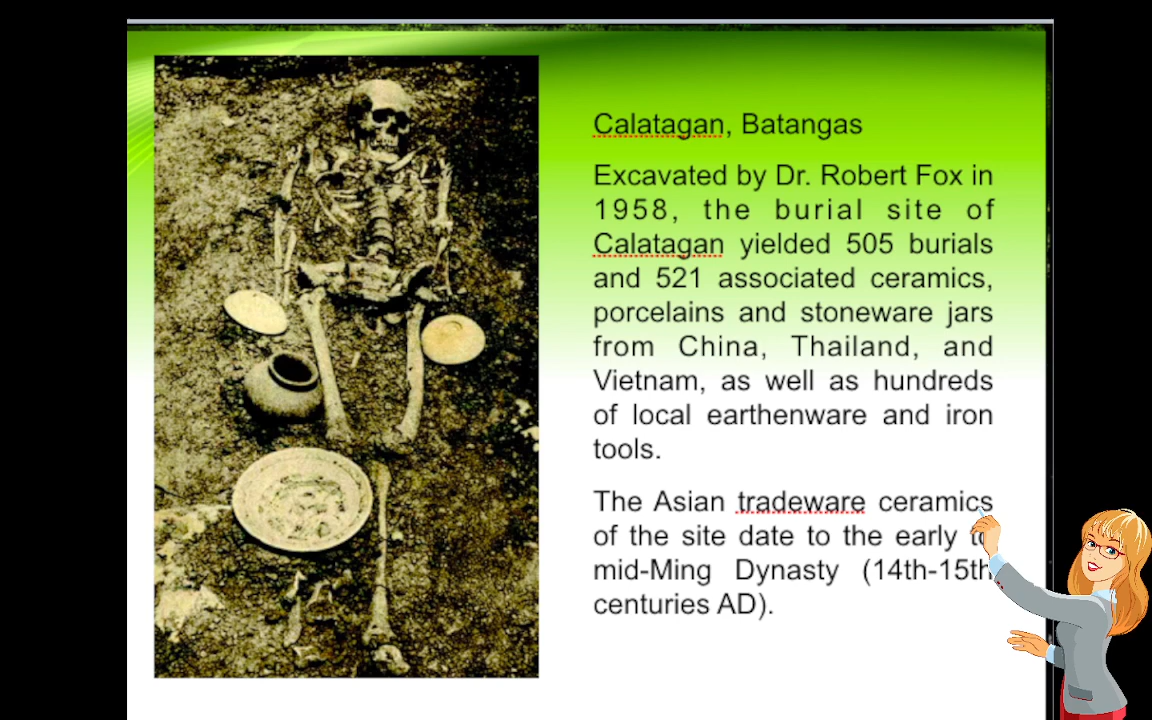 Calatagan, Batangas
Excavated by Dr. Robert Fox in
1958, the burial site of
Calatagan yielded 505 burials
and 521 associated ceramics,
porcelains and stoneware jars
from China, Thailand, and
Vietnam, as well as hundreds
of local earthenware and iron
tools.
The Asian tradeware ceramics
of the site date to the early to
mid-Ming Dynasty (14th-15th
centuries AD).